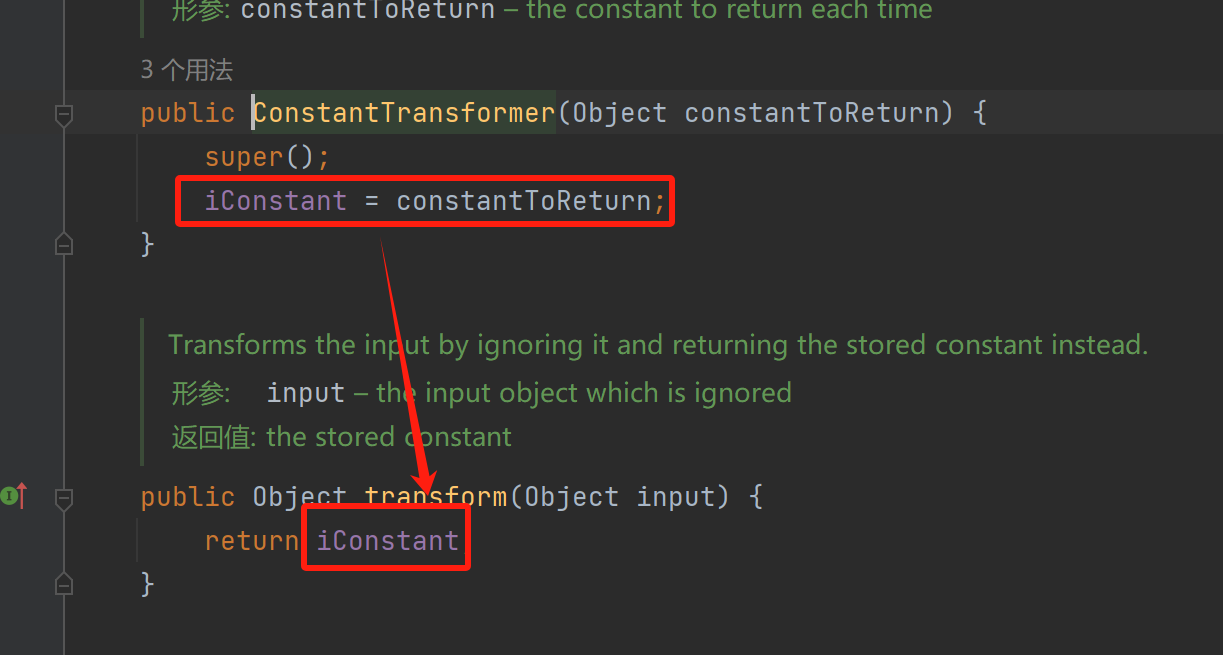 形参: constantToReturn – the constant to return each time
3 个用法
public ConstantTransformer(Object constantToReturn) {
super();
iConstant = constantToReturn;
}
Transforms the input by ignoring it and returning the stored constant instead.
形参: input – the input object which is ignored
返回值: the stored constant
public Object transform(Object input) {
return iConstant
}